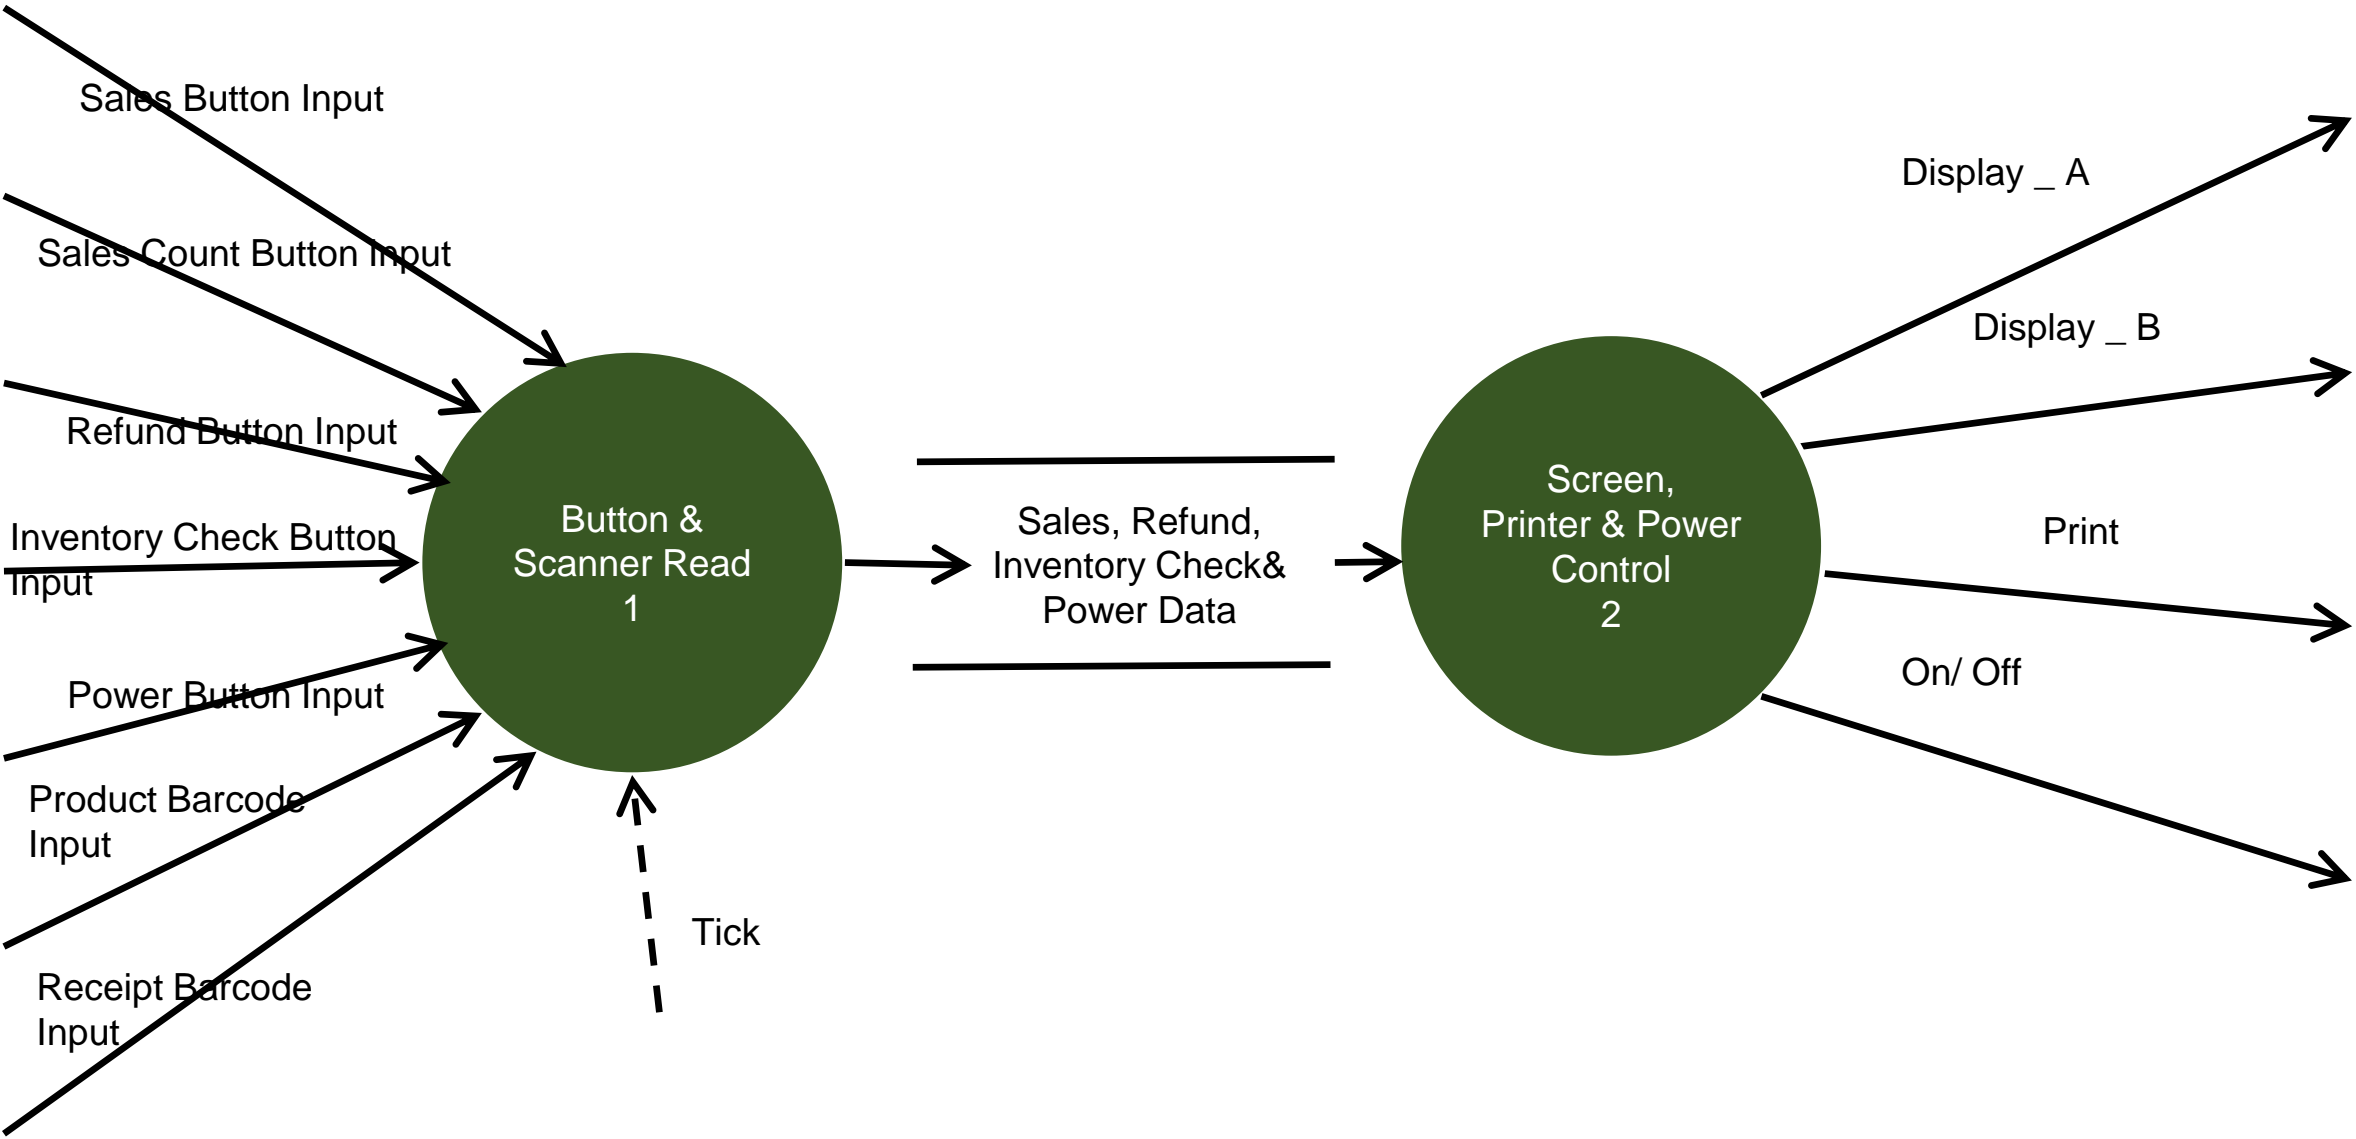 Sales Button Input
Sales Count Button Input
Refund Button Input
Inventory Check Button
Input
Power Button Input
Product Barcode
Input
Receipt Barcode
Input
Tick
Button &
Scanner Read
1
Sales, Refund,
Inventory Check&
Power Data
Screen,
Printer & Power
Control
2
Display _ A
Display _ B
Print
On/ Off